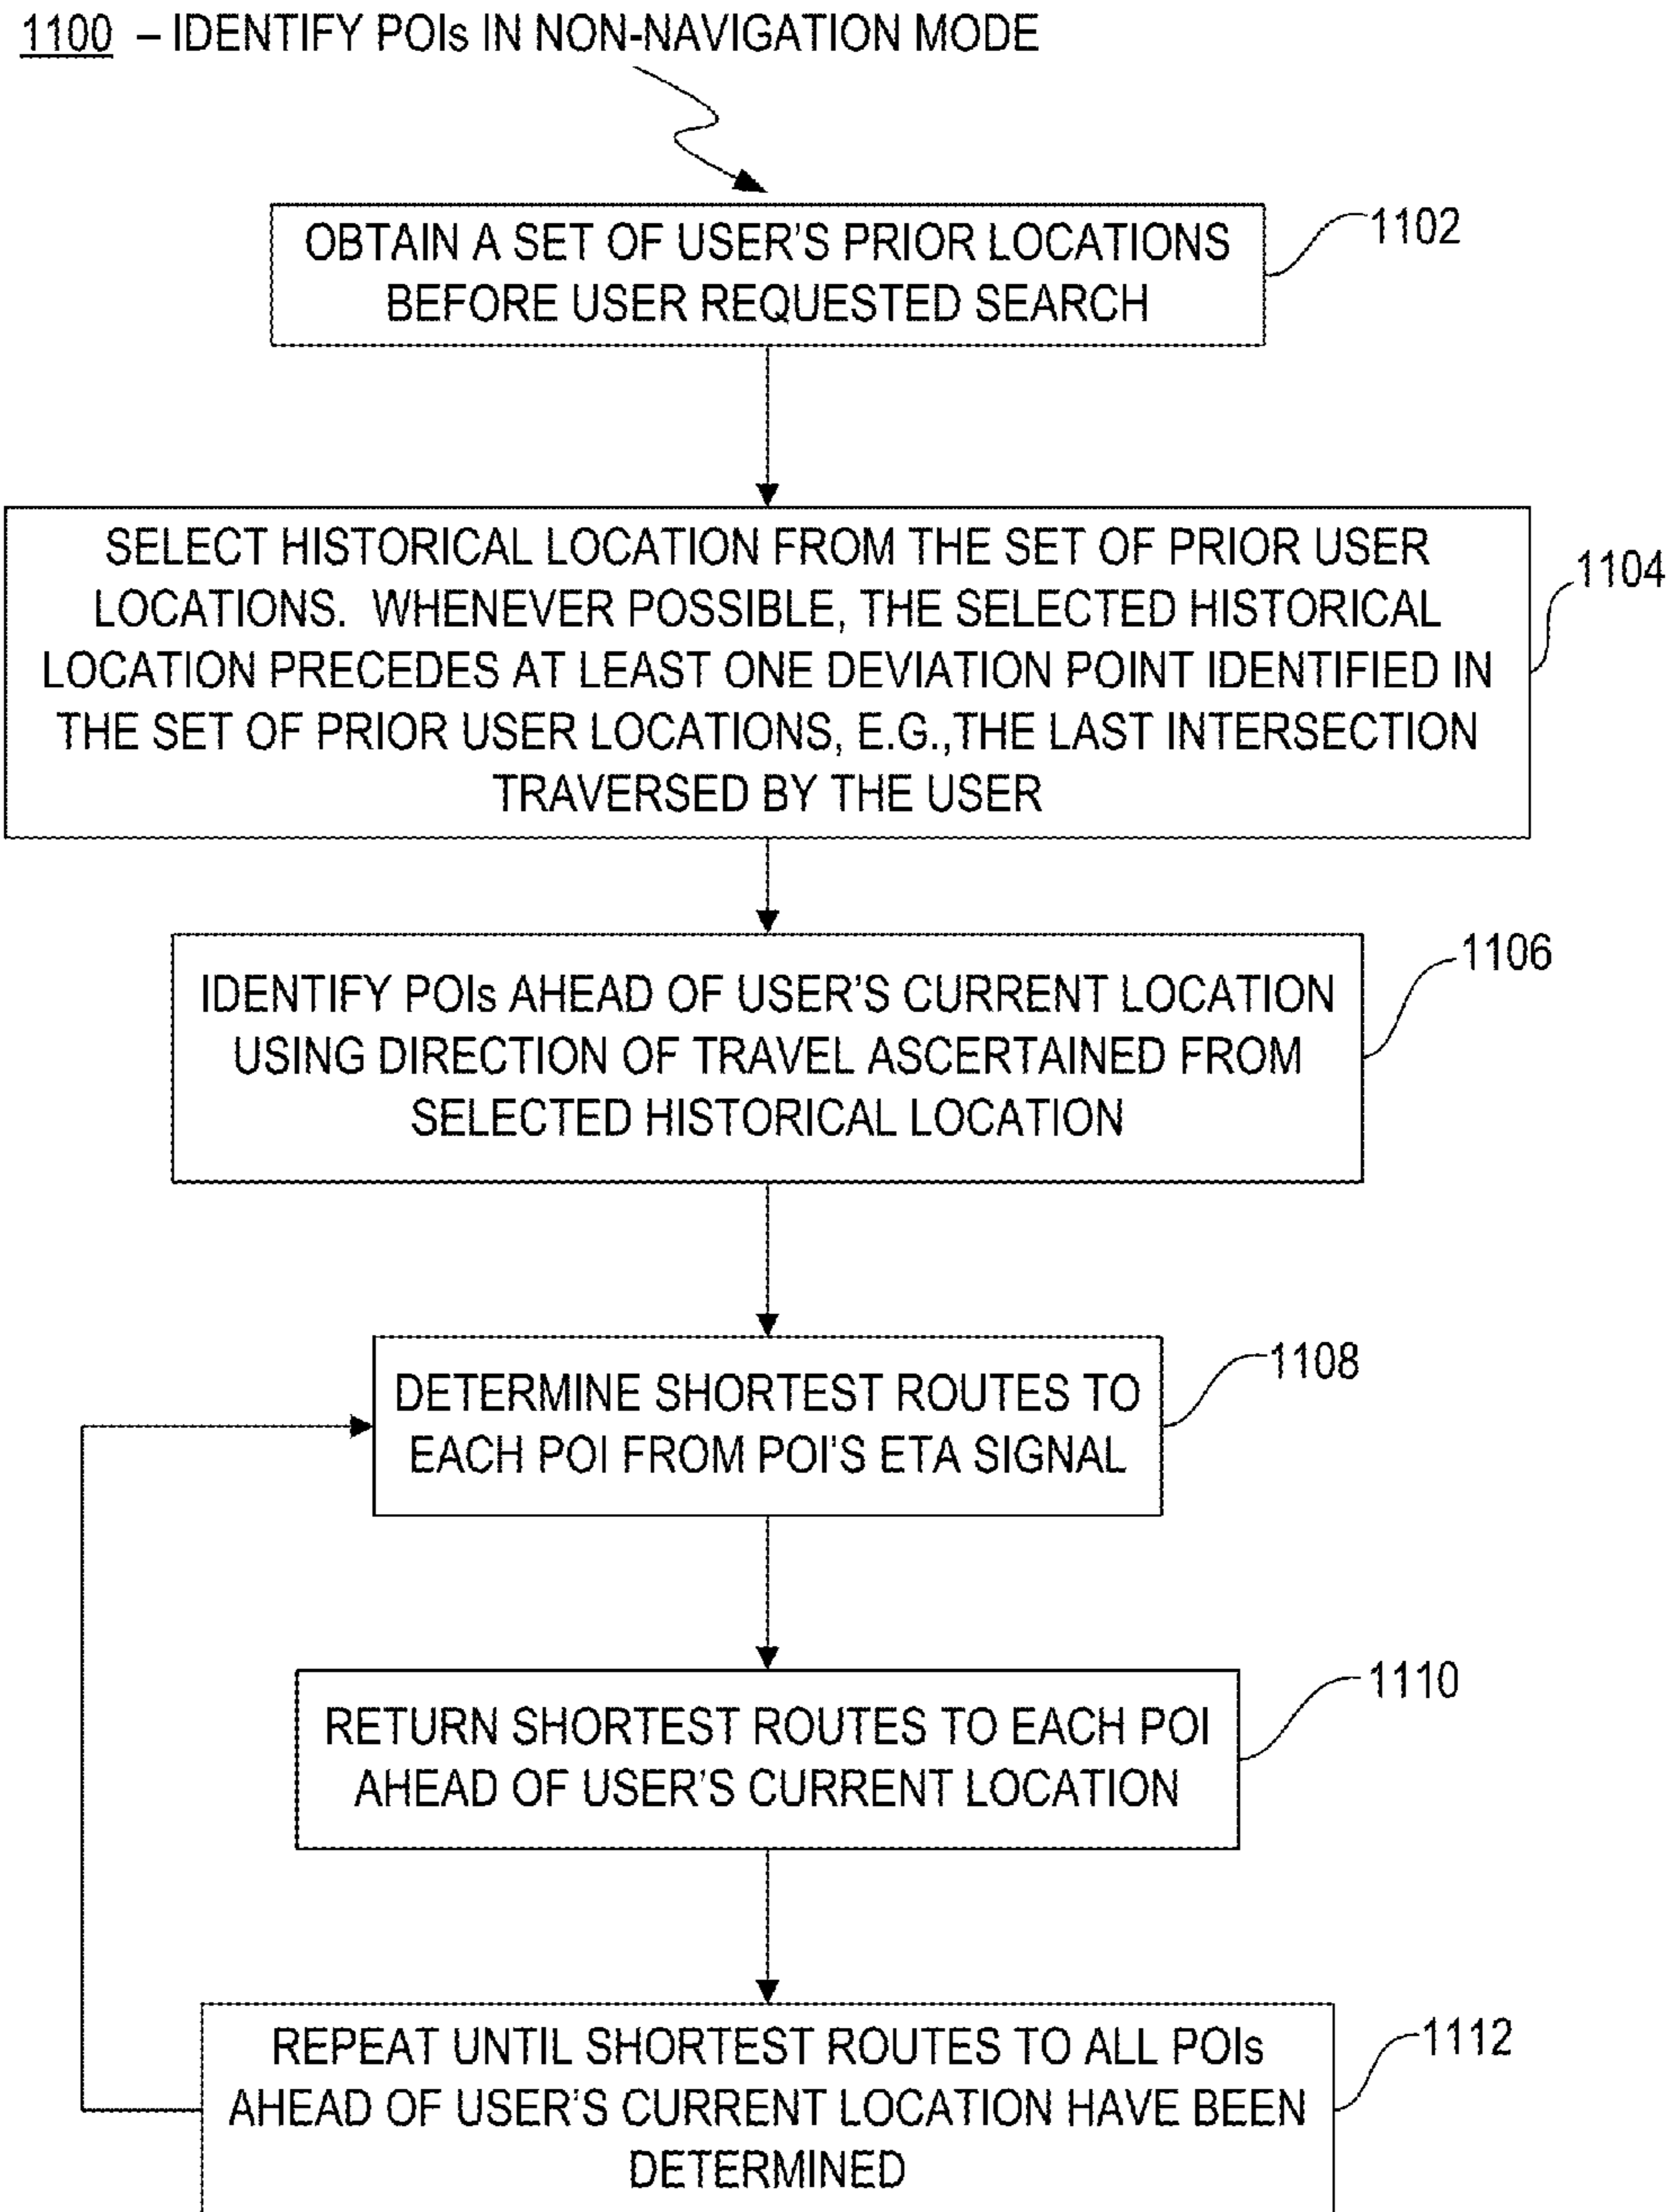 1100 – IDENTIFY POIs IN NON-NAVIGATION MODE
OBTAIN A SET OF USER'S PRIOR LOCATIONS
BEFORE USER REQUESTED SEARCH
1102
SELECT HISTORICAL LOCATION FROM THE SET OF PRIOR USER
LOCATIONS. WHENEVER POSSIBLE, THE SELECTED HISTORICAL
LOCATION PRECEDES AT LEAST ONE DEVIATION POINT IDENTIFIED IN
THE SET OF PRIOR USER LOCATIONS, E.G.,THE LAST INTERSECTION
TRAVERSED BY THE USER
1104
IDENTIFY POIs AHEAD OF USER'S CURRENT LOCATION
USING DIRECTION OF TRAVEL ASCERTAINED FROM
SELECTED HISTORICAL LOCATION
1106
DETERMINE SHORTEST ROUTES TO
EACH POI FROM POI'S ETA SIGNAL
1108
RETURN SHORTEST ROUTES TO EACH POI
AHEAD OF USER'S CURRENT LOCATION
1110
REPEAT UNTIL SHORTEST ROUTES TO ALL POIs
AHEAD OF USER'S CURRENT LOCATION HAVE BEEN
DETERMINED
1112